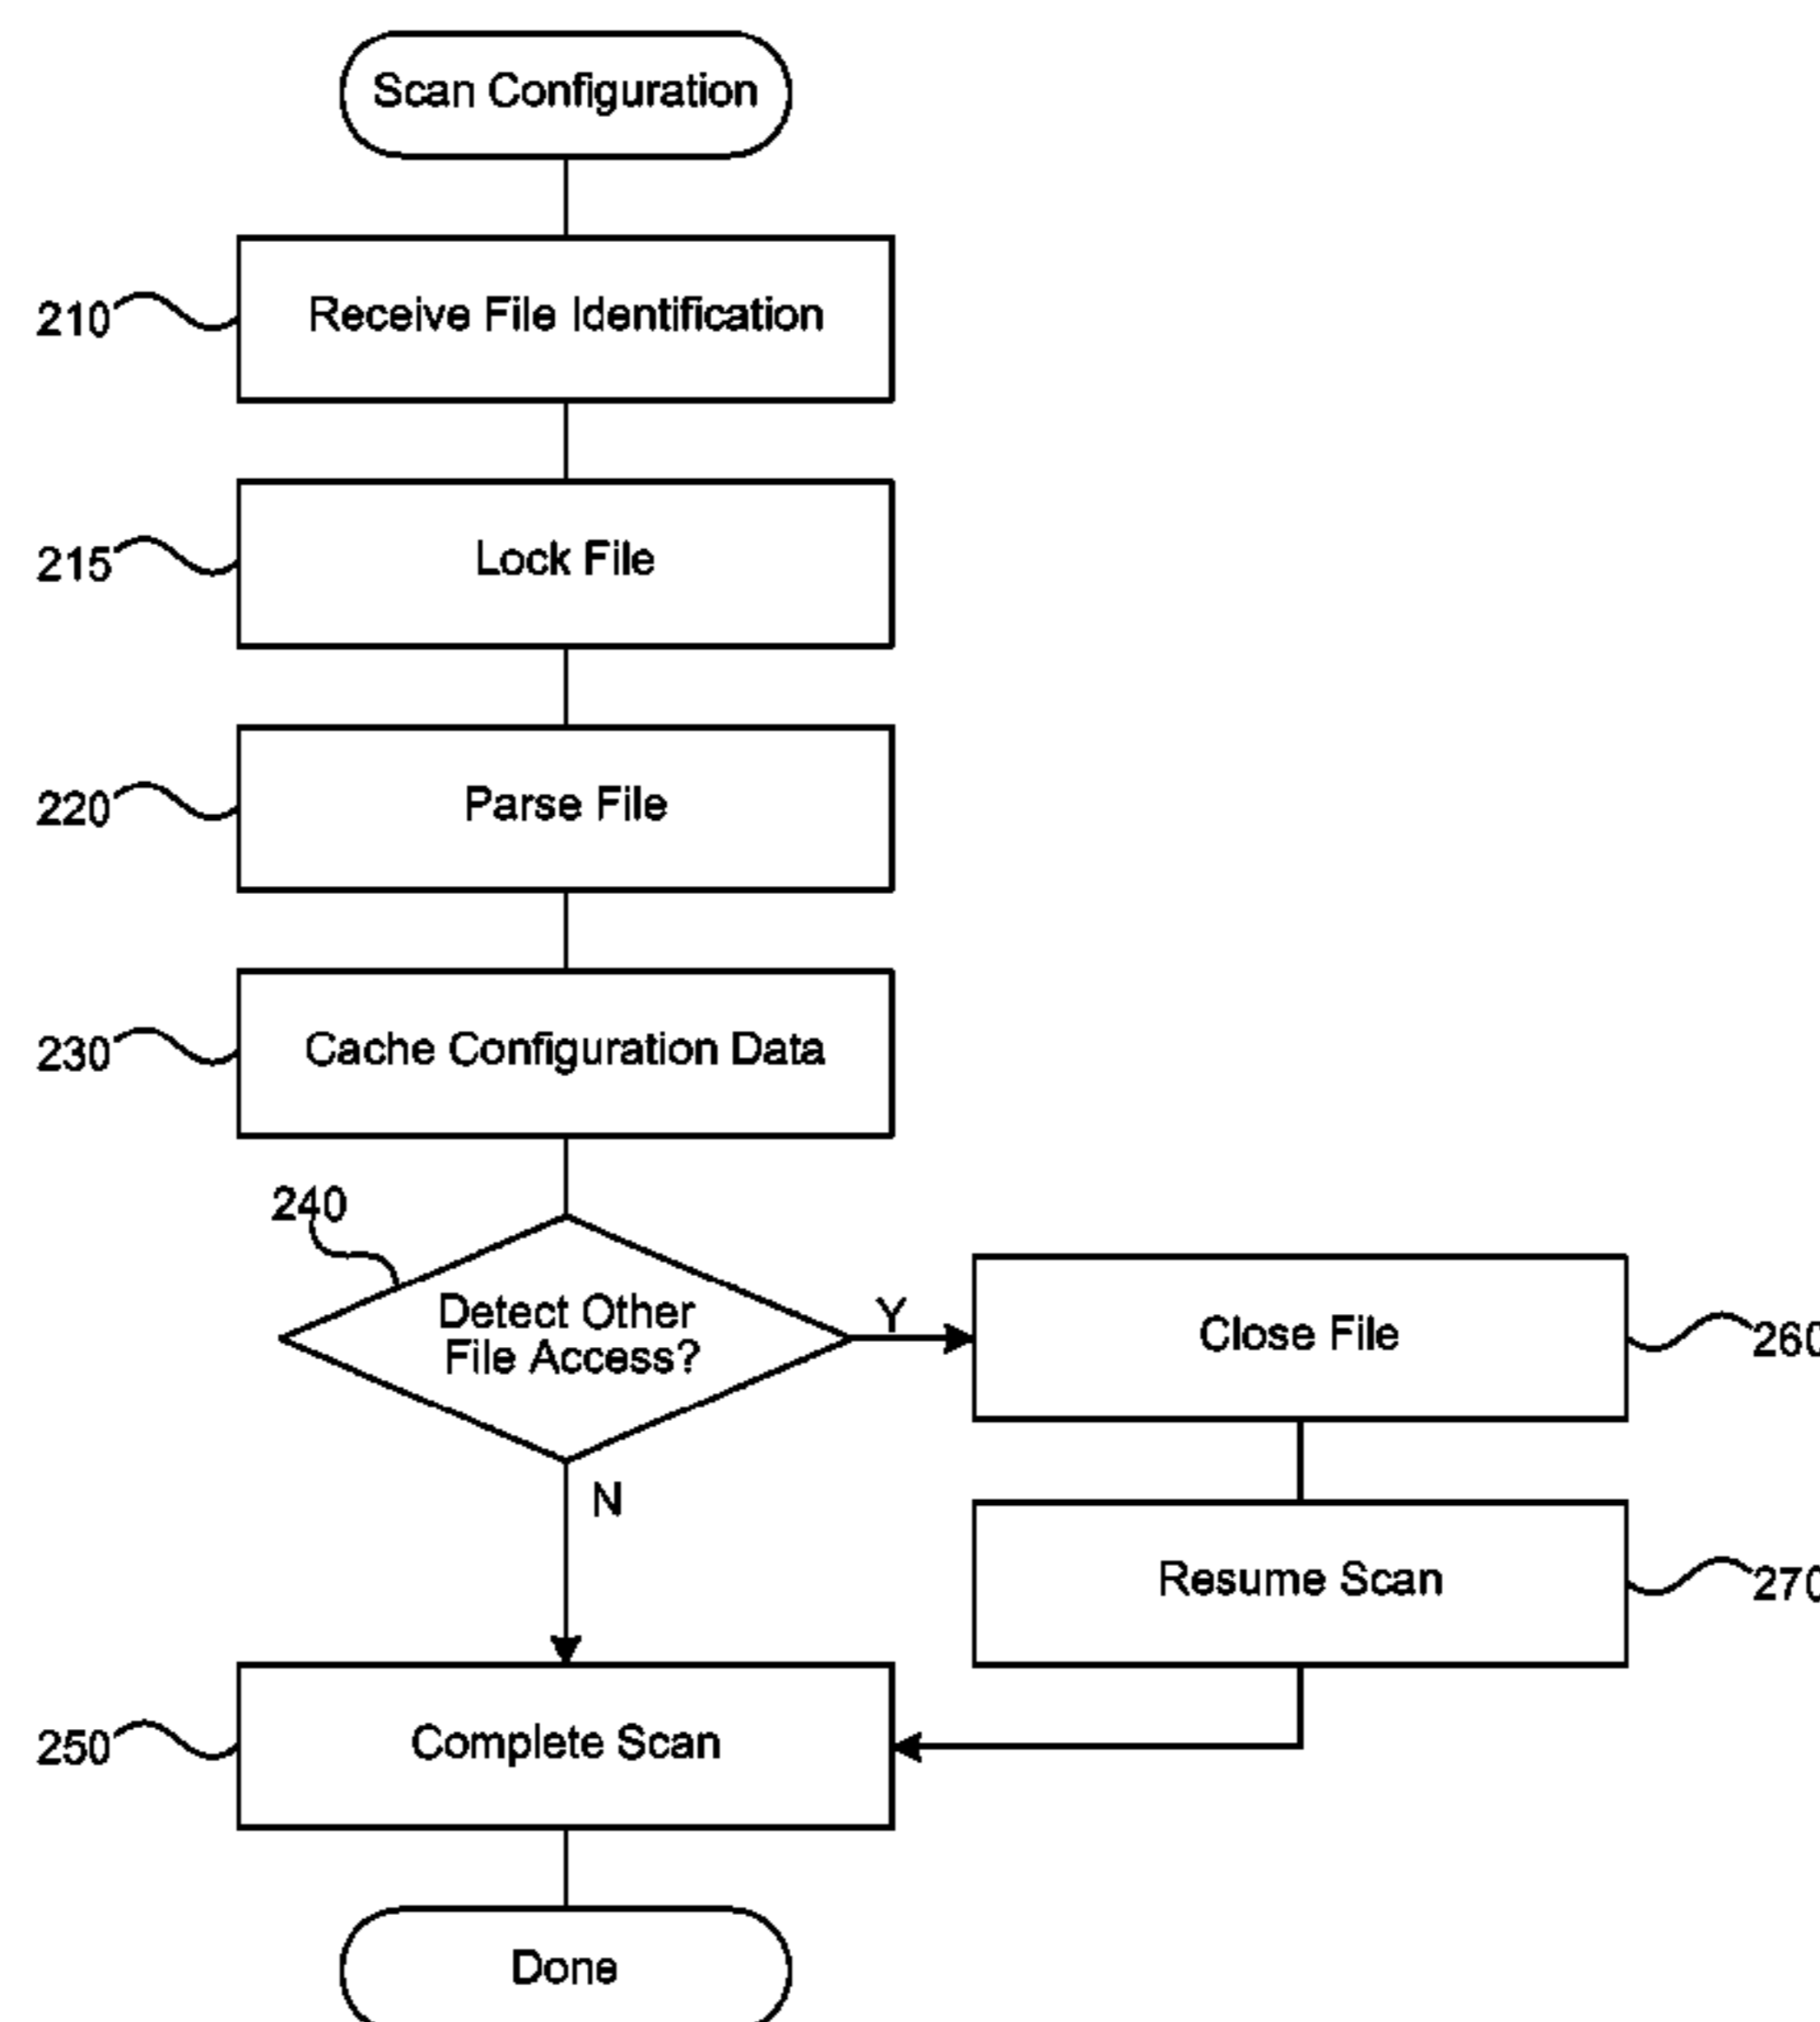 Scan Configuration
210
Receive File Identification
215
Lock File
220
Parse File
230
Cache Configuration Data
240
Detect Other
File Access?
Y
Close File
260
N
Resume Scan
270
250
Complete Scan
Done